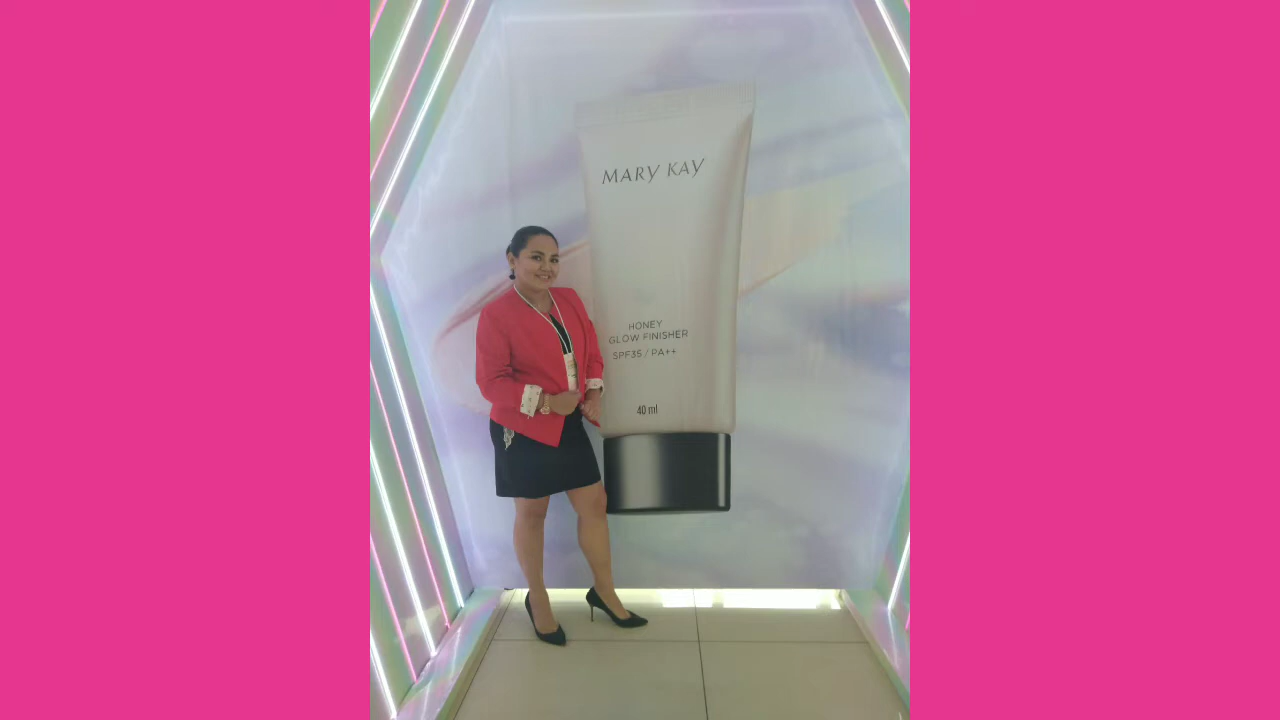 MARY KAY
HONEY
GLOW FINISHER
SPF35 / PA++
40 ml